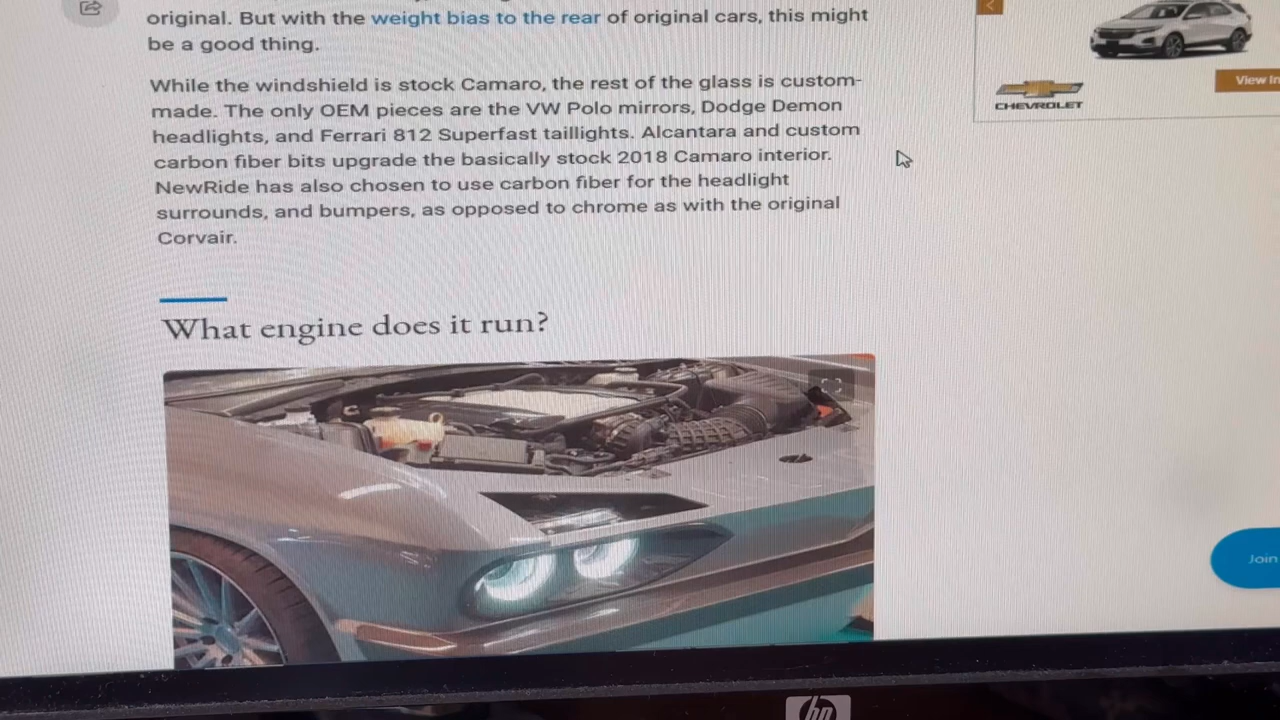 original. But with the weight bias to the rear of original cars, this might
be a good thing.
While the windshield is stock Camaro, the rest of the glass is custom-
made. The only OEM pieces are the VW Polo mirrors, Dodge Demon
headlights, and Ferrari 812 Superfast taillights. Alcantara and custom
carbon fiber bits upgrade the basically stock 2018 Camaro interior.
NewRide has also chosen to use carbon fiber for the headlight
surrounds, and bumpers, as opposed to chrome as with the original
Corvair.
What engine does it run?
CHEVROLET
View In
Join
hp